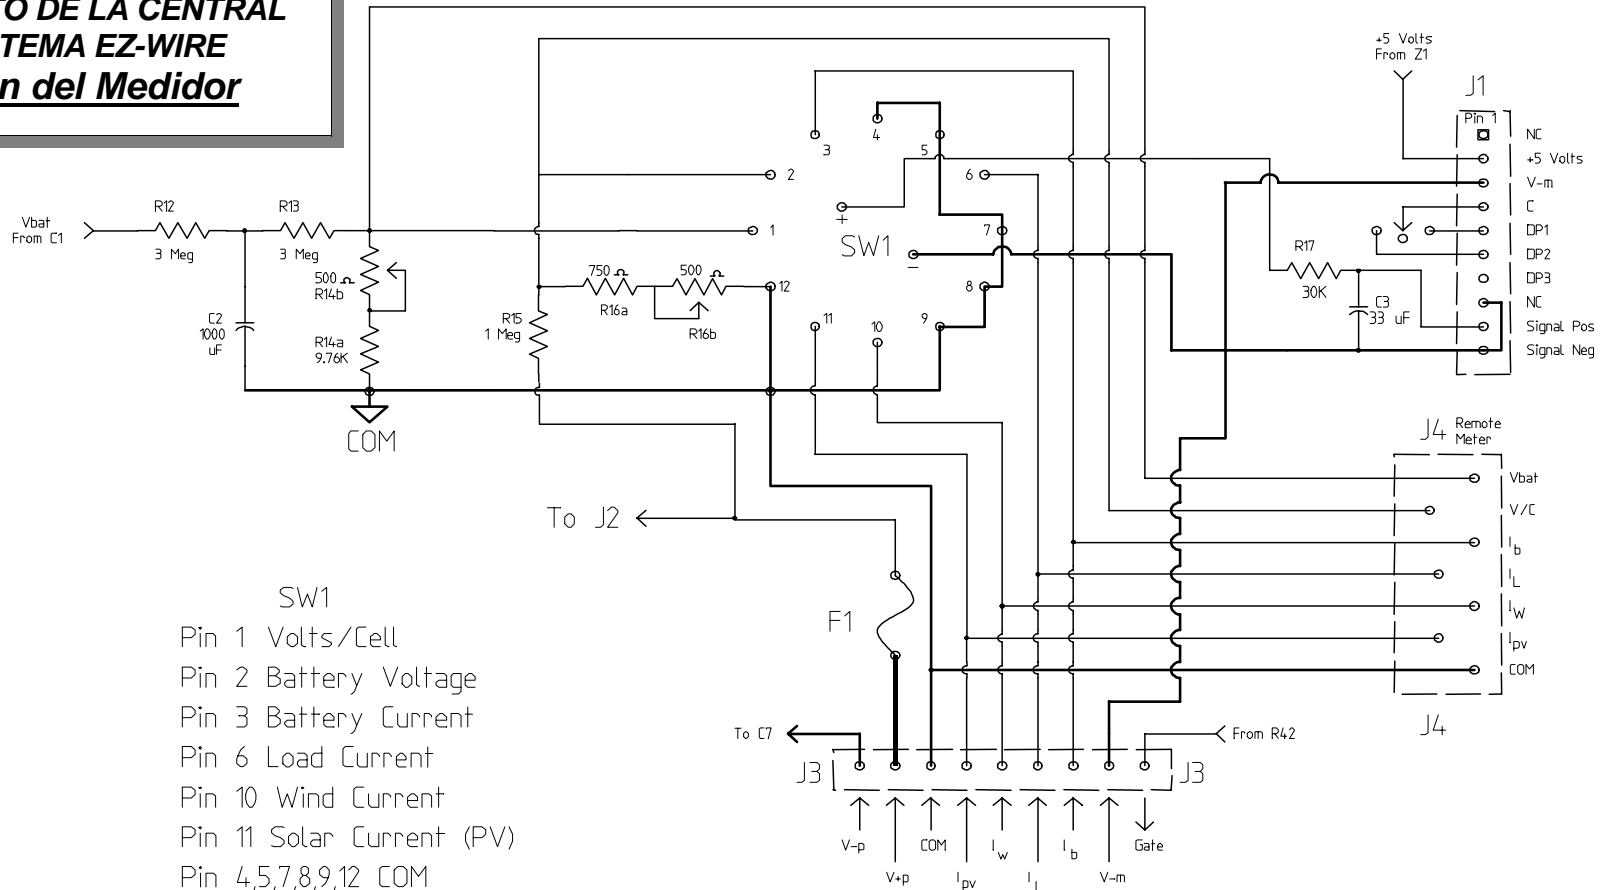 TO DE LA CENTRAL
TEMA EZ-WIRE
n del Medidor
+5 Volts
From Z1
J1
Pin 1
NC
+5 Volts
V-m
C
DP1
DP2
DP3
NC
Signal Pos
Signal Neg
3
4
5
2
6
+
1
SW1
7
-
12
8
11
10
9
Vbat
From C1
R12
3 Meg
R13
3 Meg
500 Ω
R14b
C2
1000
uF
R14a
9.76K
COM
750 Ω
R16a
500 Ω
R16b
R15
1 Meg
R17
30K
C3
33 uF
J4 Remote
Meter
Vbat
V/C
Ib
IL
IW
Ipv
COM
J4
To J2
F1
SW1
Pin 1 Volts/Cell
Pin 2 Battery Voltage
Pin 3 Battery Current
Pin 6 Load Current
Pin 10 Wind Current
Pin 11 Solar Current (PV)
Pin 4,5,7,8,9,12 COM
To C7
From R42
J3
J3
V-p
V+p
COM
Ipv
Iw
Ib
V-m
Gate